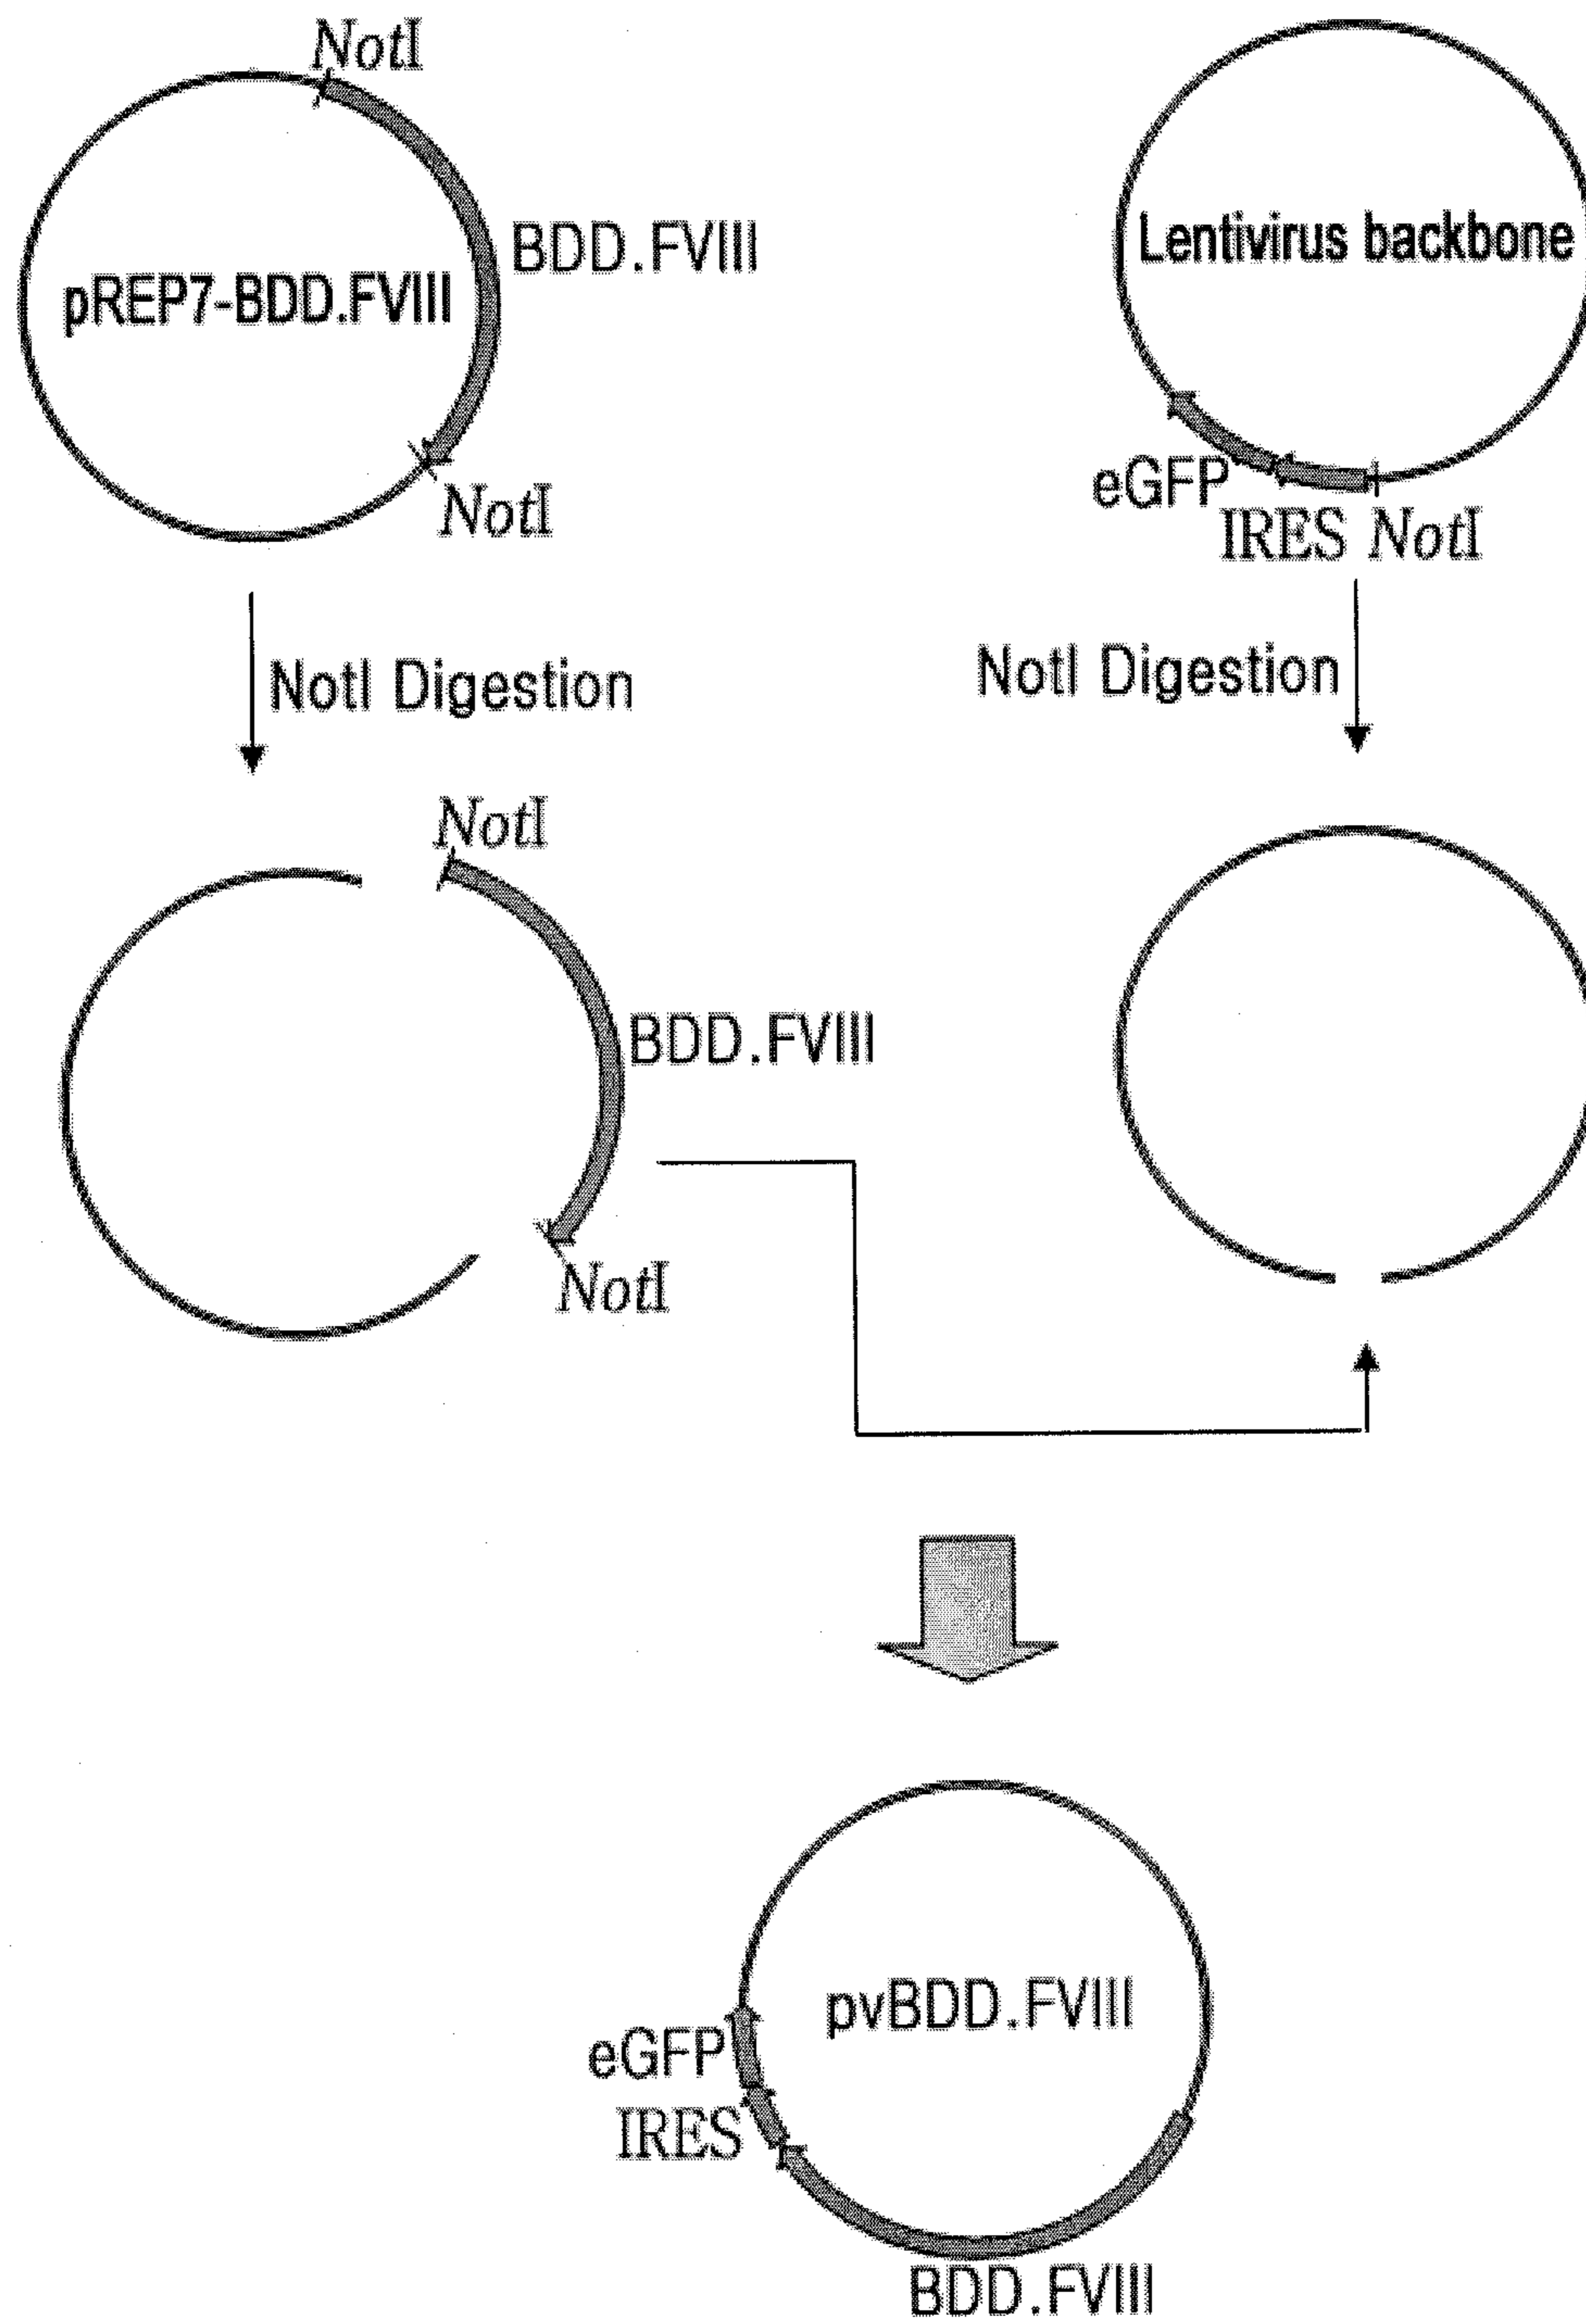 NotI
BDD.FVIII
pREP7-BDD.FVIII
NotI
Lentivirus backbone
eGFP
IRES NotI
NotI Digestion
NotI Digestion
NotI
BDD.FVIII
NotI
pvBDD.FVIII
eGFP
IRES
BDD.FVIII